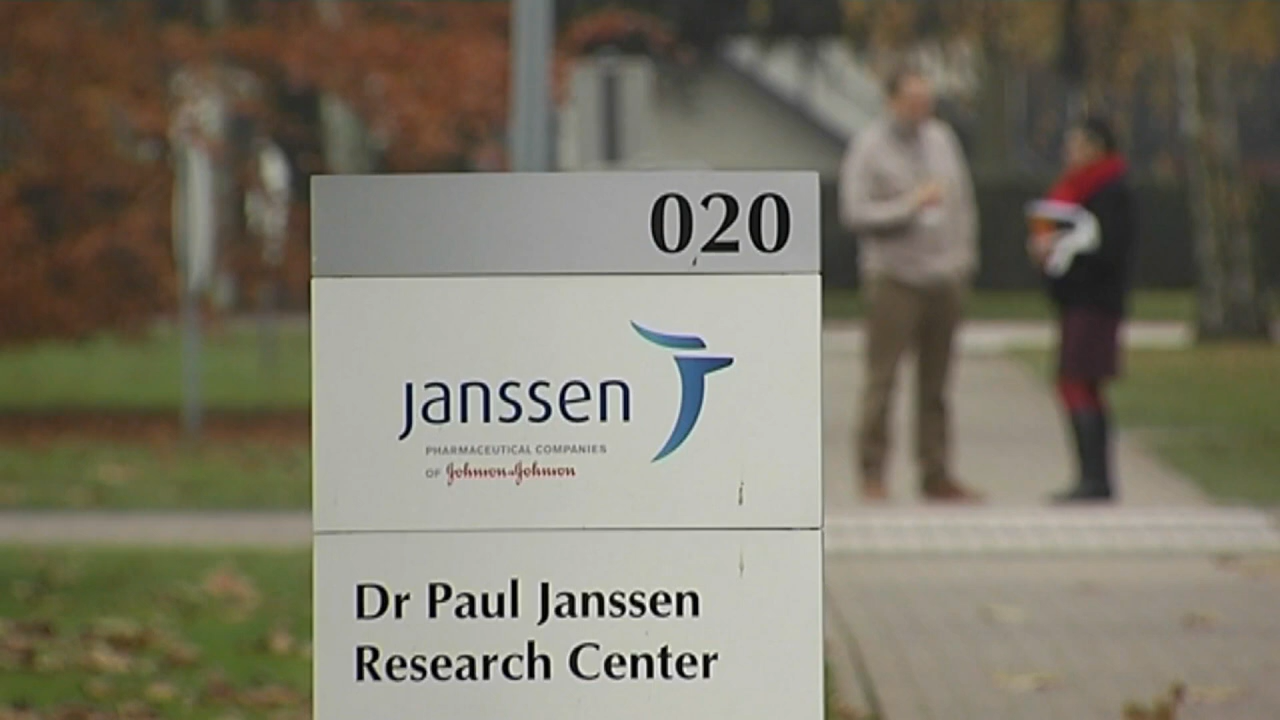 020
Janssen
PHARMACEUTICAL COMPANIES
OF Johnson&Johnson
Dr Paul Janssen
Research Center